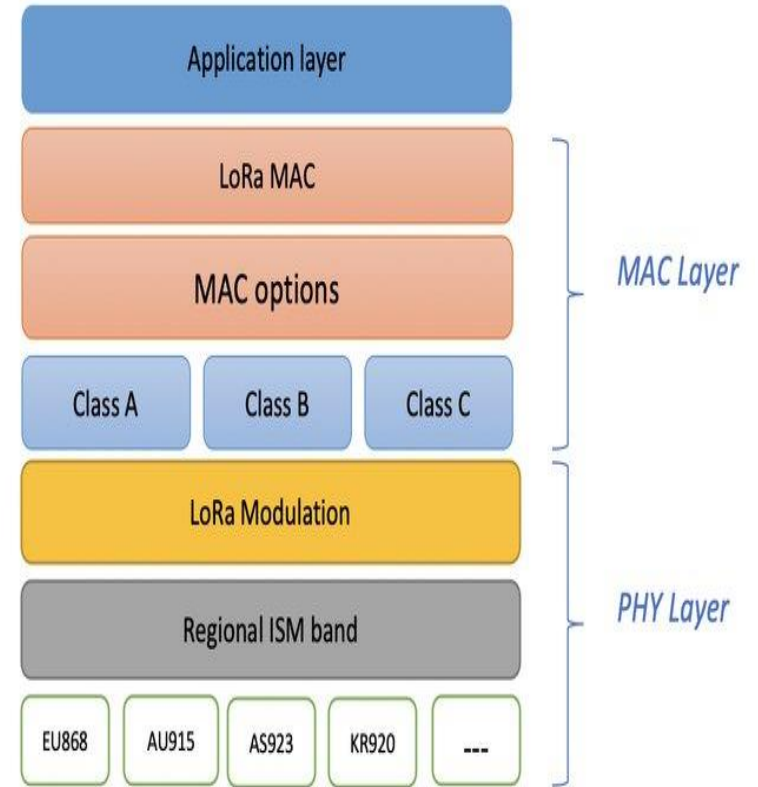 Application layer
LoRa MAC
MAC options
MAC Layer
Class A
Class B
Class C
LoRa Modulation
Regional ISM band
PHY Layer
EU868
AU915
AS923
KR920
---